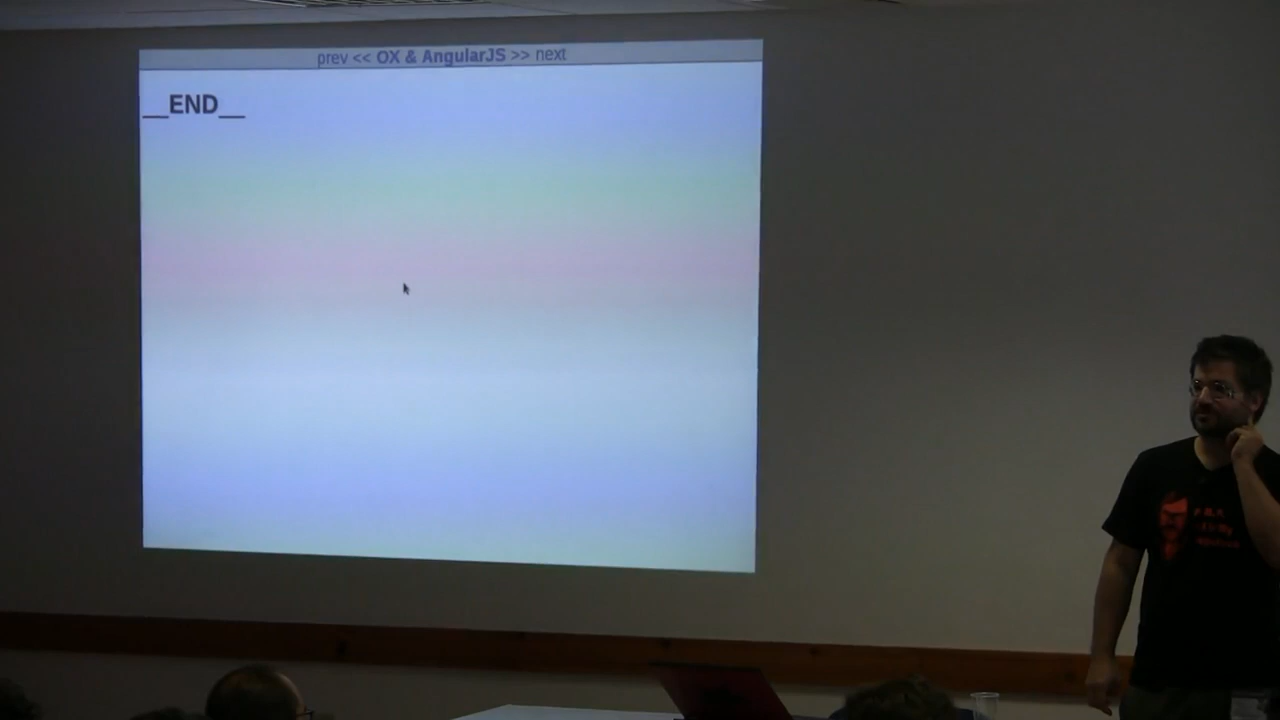 prev << OX & AngularJS >> next
__END__